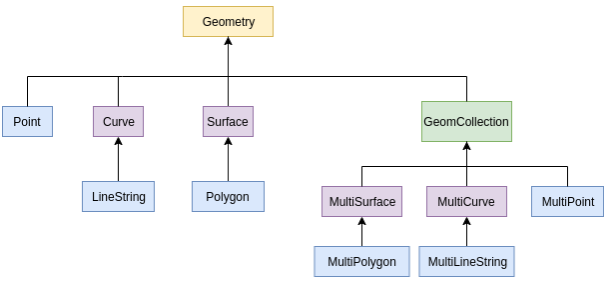 Geometry
Point
Curve
Surface
GeomCollection
LineString
Polygon
MultiSurface
MultiCurve
MultiPoint
MultiPolygon
MultiLineString